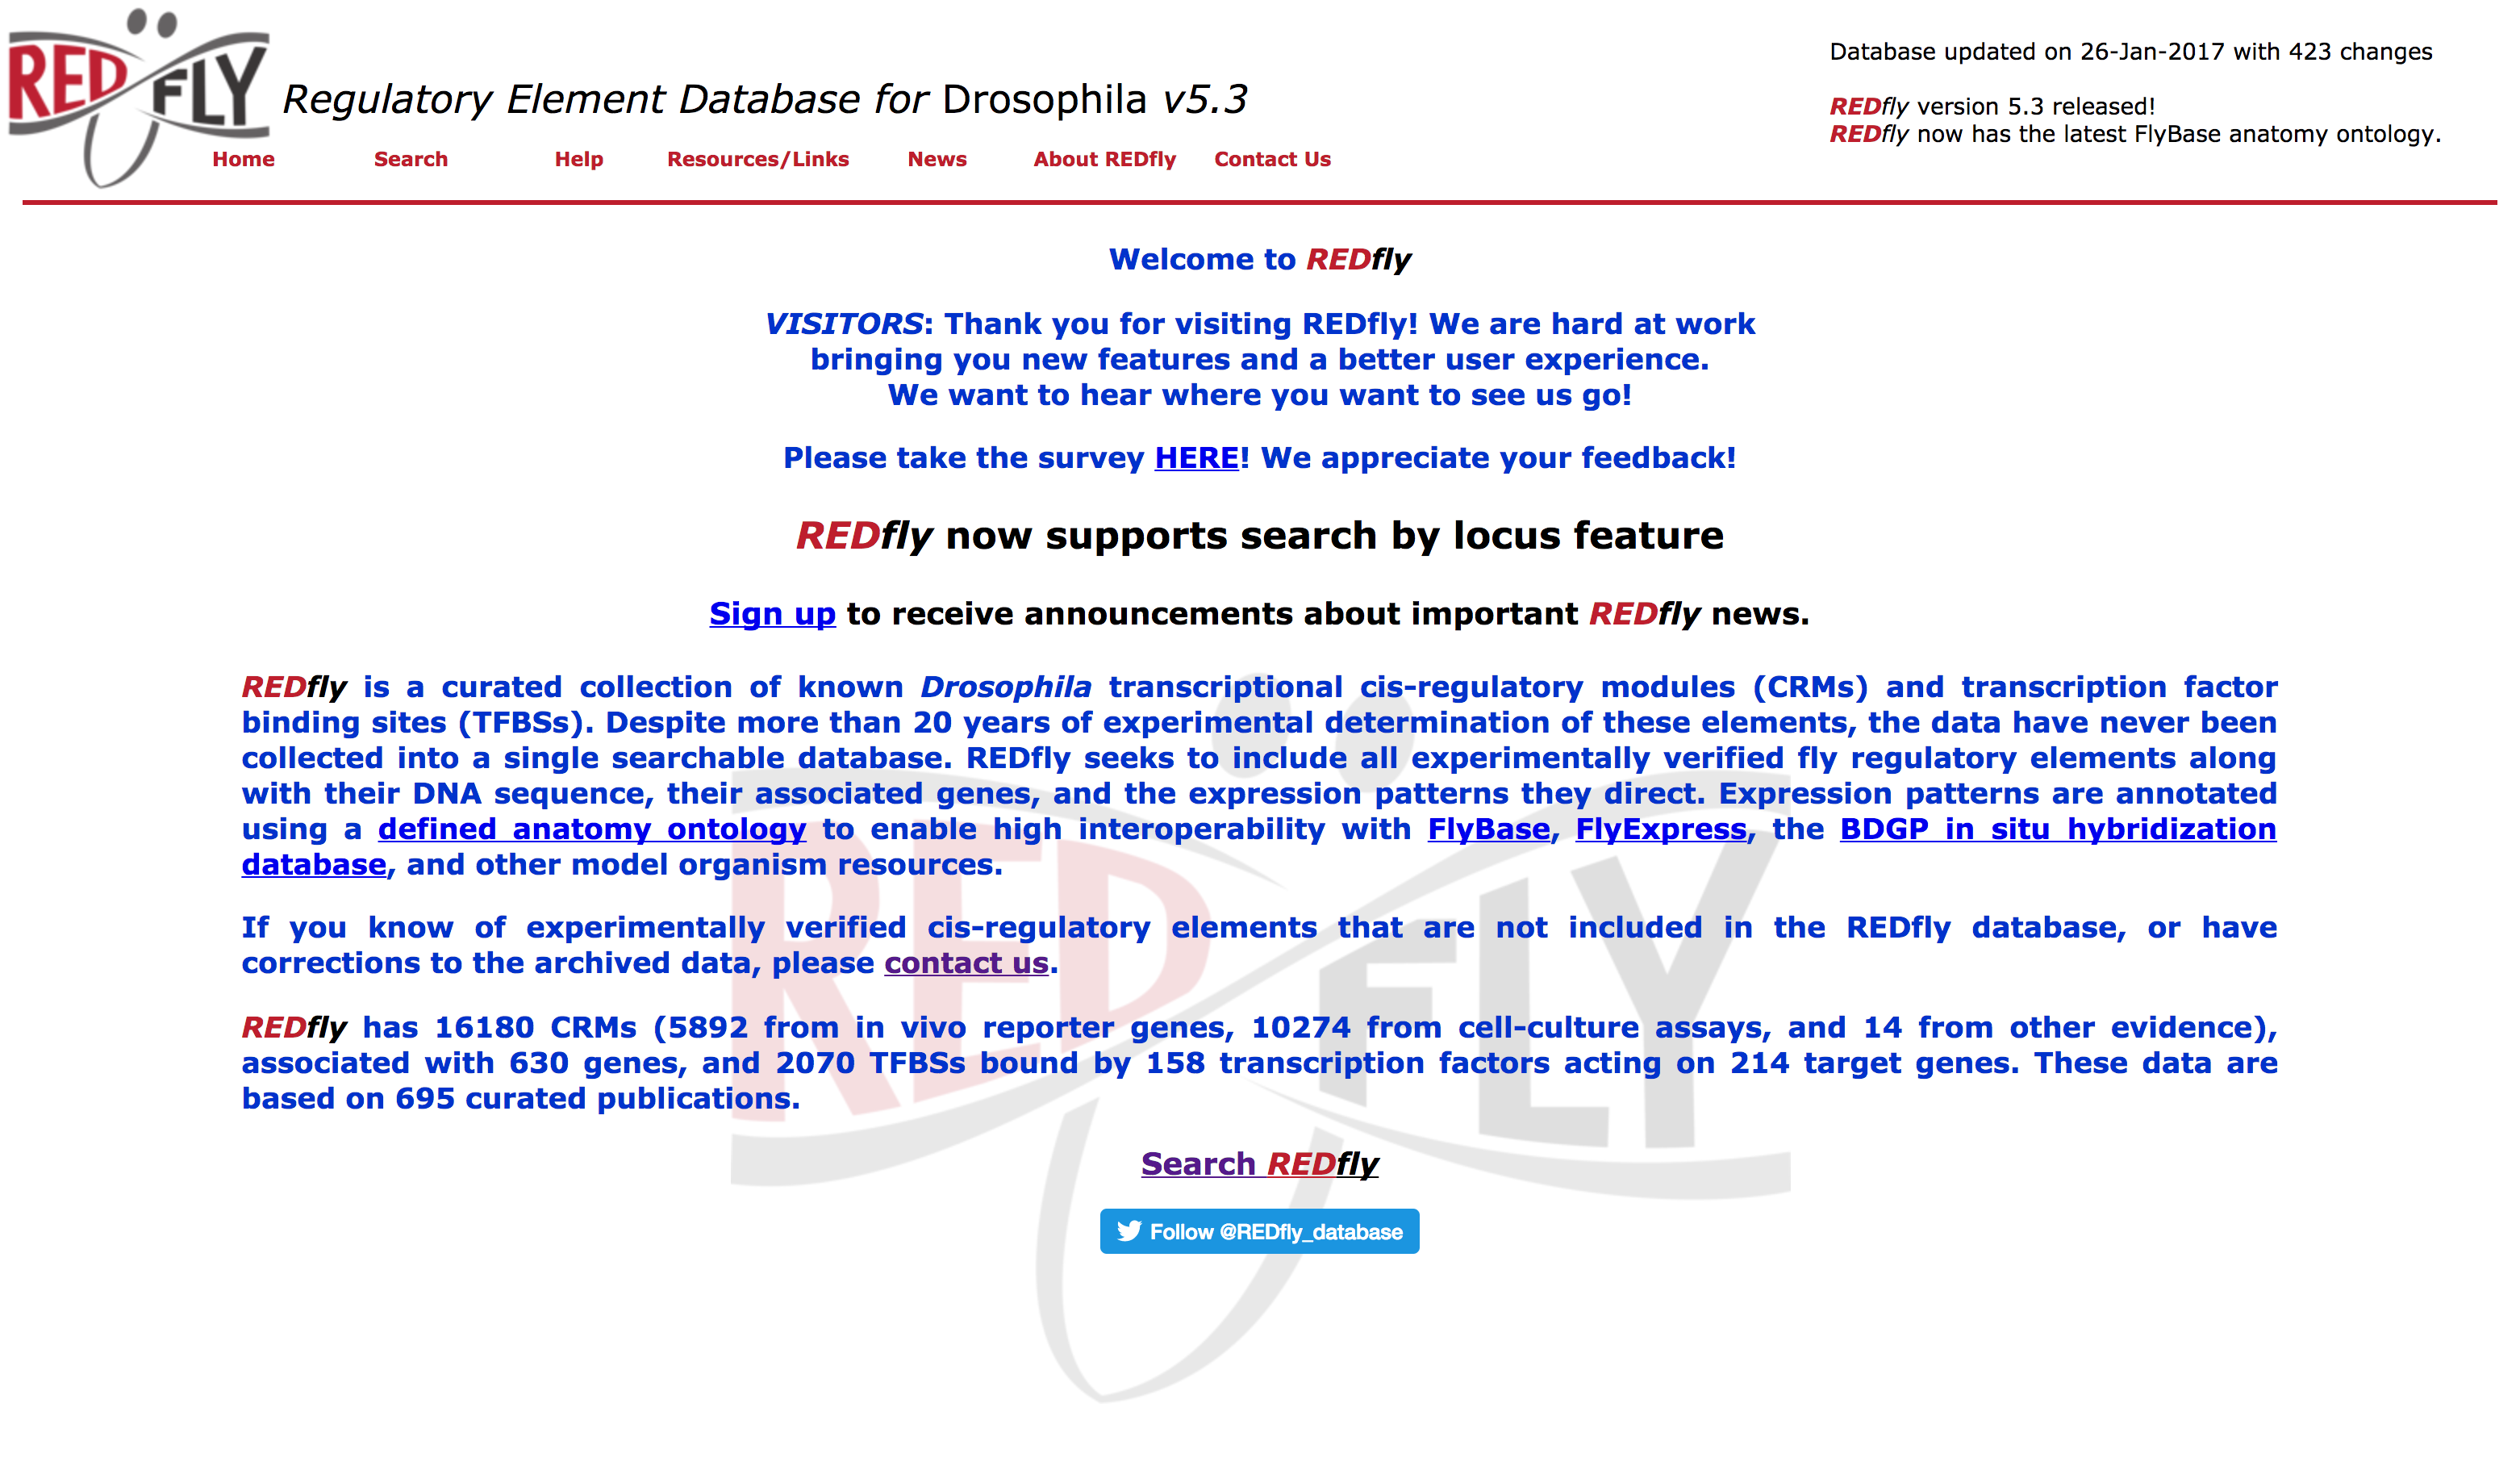 RED FLY
Regulatory Element Database for Drosophila v5.3
Home Search Help Resources/Links News About REDfly Contact Us
Database updated on 26-Jan-2017 with 423 changes
REDfly version 5.3 released!
REDfly now has the latest FlyBase anatomy ontology.
Welcome to REDfly
VISITORS: Thank you for visiting REDfly! We are hard at work
bringing you new features and a better user experience.
We want to hear where you want to see us go!
Please take the survey HERE! We appreciate your feedback!
REDfly now supports search by locus feature
Sign up to receive announcements about important REDfly news.
REDfly is a curated collection of known Drosophila transcriptional cis-regulatory modules (CRMs) and transcription factor
binding sites (TFBSs). Despite more than 20 years of experimental determination of these elements, the data have never been
collected into a single searchable database. REDfly seeks to include all experimentally verified fly regulatory elements along
with their DNA sequence, their associated genes, and the expression patterns they direct. Expression patterns are annotated
using a defined anatomy ontology to enable high interoperability with FlyBase, FlyExpress, the BDGP in situ hybridization
database, and other model organism resources.
If you know of experimentally verified cis-regulatory elements that are not included in the REDfly database, or have
corrections to the archived data, please contact us.
REDfly has 16180 CRMs (5892 from in vivo reporter genes, 10274 from cell-culture assays, and 14 from other evidence),
associated with 630 genes, and 2070 TFBSs bound by 158 transcription factors acting on 214 target genes. These data are
based on 695 curated publications.
Search REDfly
Follow @REDfly_database
RED FLY